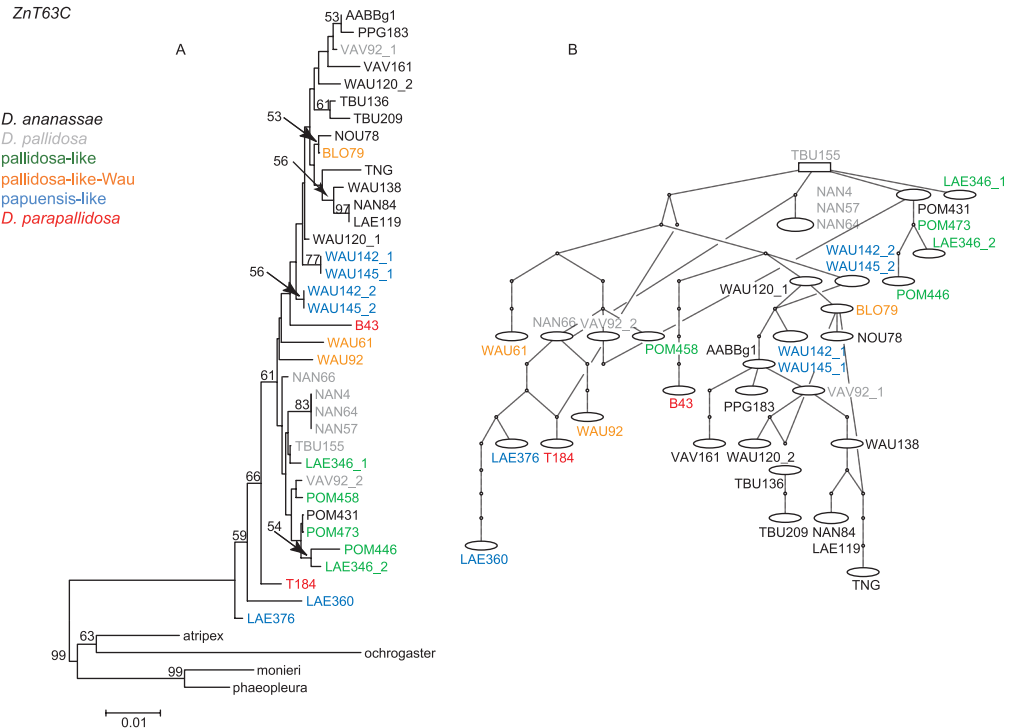 ZnT63C
A
B
D. ananassae
D. pallidosa
pallidosa-like
pallidosa-like-Wau
papuensis-like
D. parapallidosa
53
AABBg1
PPG183
VAV92_1
VAV161
WAU120_2
61
TBU136
TBU209
53
NOU78
BLO79
56
TNG
WAU138
97
NAN84
LAE119
WAU120_1
77
WAU142_1
WAU145_1
56
WAU142_2
WAU145_2
B43
WAU61
WAU92
61
NAN66
83
NAN4
NAN64
NAN57
TBU155
LAE346_1
66
VAV92_2
POM458
POM431
POM473
54
POM446
LAE346_2
59
T184
LAE360
LAE376
63
atripex
ochrogaster
99
99
monieri
phaeopleura
0.01
TBU155
NAN4
NAN57
NAN64
LAE346_1
POM431
POM473
LAE346_2
WAU142_2
WAU145_2
POM446
WAU120_1
BLO79
NAN66
VAV92_2
WAU61
POM458
NOU78
AABBg1
WAU142_1
WAU145_1
B43
PPG183
VAV92_1
WAU92
LAE376
T184
VAV161
WAU120_2
WAU138
TBU136
TBU209
NAN84
LAE119
LAE360
TNG